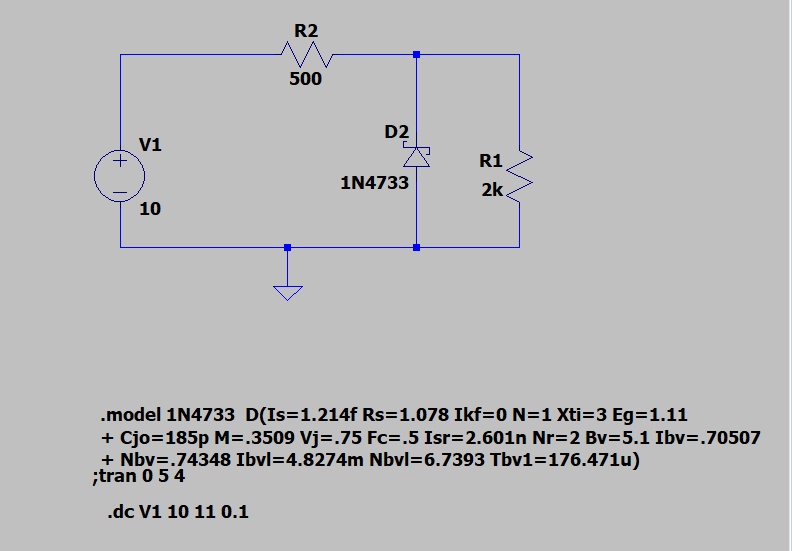 R2
500
V1
10
D2
1N4733
R1
2k
.model 1N4733 D(Is=1.214f Rs=1.078 Ikf=0 N=1 Xti=3 Eg=1.11
+ Cjo=185p M=.3509 Vj=.75 Fc=.5 Isr=2.601n Nr=2 Bv=5.1 Ibv=.70507
+ Nbv=.74348 Ibvl=4.8274m Nbvl=6.7393 Tbv1=176.471u)
;tran 0 5 4
.dc V1 10 11 0.1